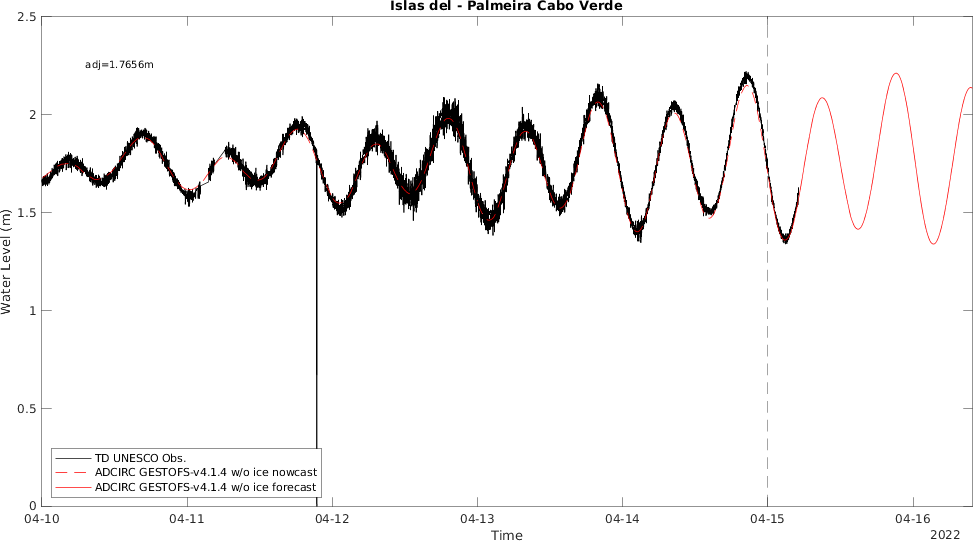 Islas del - Palmeira Cabo Verde
2.5
adj=1.7656m
2
1.5
Water Level (m)
1
0.5
TD UNESCO Obs.
ADCIRC GESTOFS-v4.1.4 w/o ice nowcast
ADCIRC GESTOFS-v4.1.4 w/o ice forecast
0
04-10 04-11 04-12 04-13 04-14 04-15 04-16
Time
2022